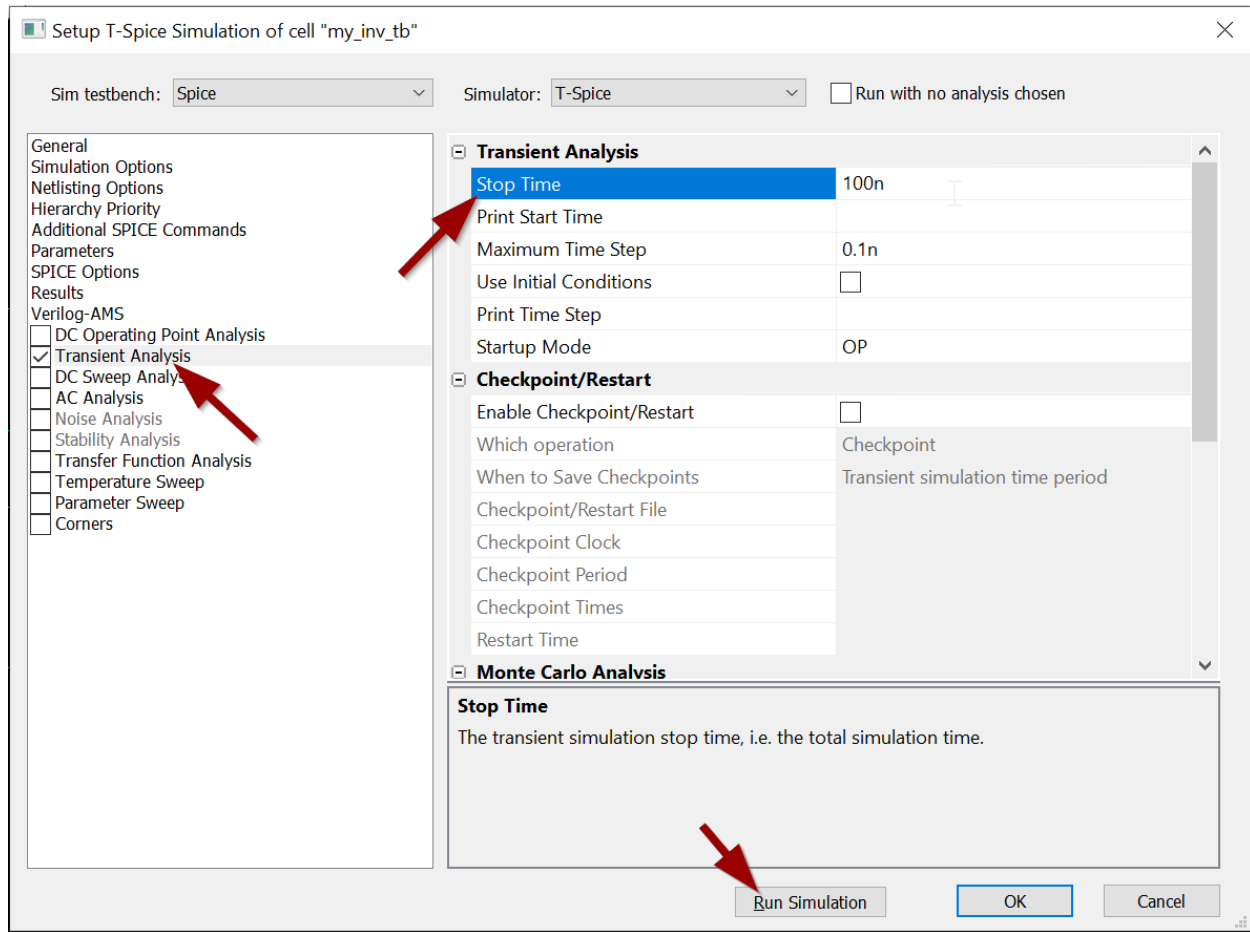 Setup T-Spice Simulation of cell "my_inv_tb"
Sim testbench: Spice
Simulator: T-Spice
Run with no analysis chosen
General
Simulation Options
Netlisting Options
Hierarchy Priority
Additional SPICE Commands
Parameters
SPICE Options
Results
Verilog-AMS
DC Operating Point Analysis
Transient Analysis
DC Sweep Analys
AC Analysis
Noise Analysis
Stability Analysis
Transfer Function Analysis
Temperature Sweep
Parameter Sweep
Corners
Transient Analysis
Stop Time 100n
Print Start Time
Maximum Time Step 0.1n
Use Initial Conditions
Print Time Step
Startup Mode OP
Checkpoint/Restart
Enable Checkpoint/Restart
Which operation Checkpoint
When to Save Checkpoints Transient simulation time period
Checkpoint/Restart File
Checkpoint Clock
Checkpoint Period
Checkpoint Times
Restart Time
Monte Carlo Analysis
Stop Time
The transient simulation stop time, i.e. the total simulation time.
Run Simulation
OK
Cancel